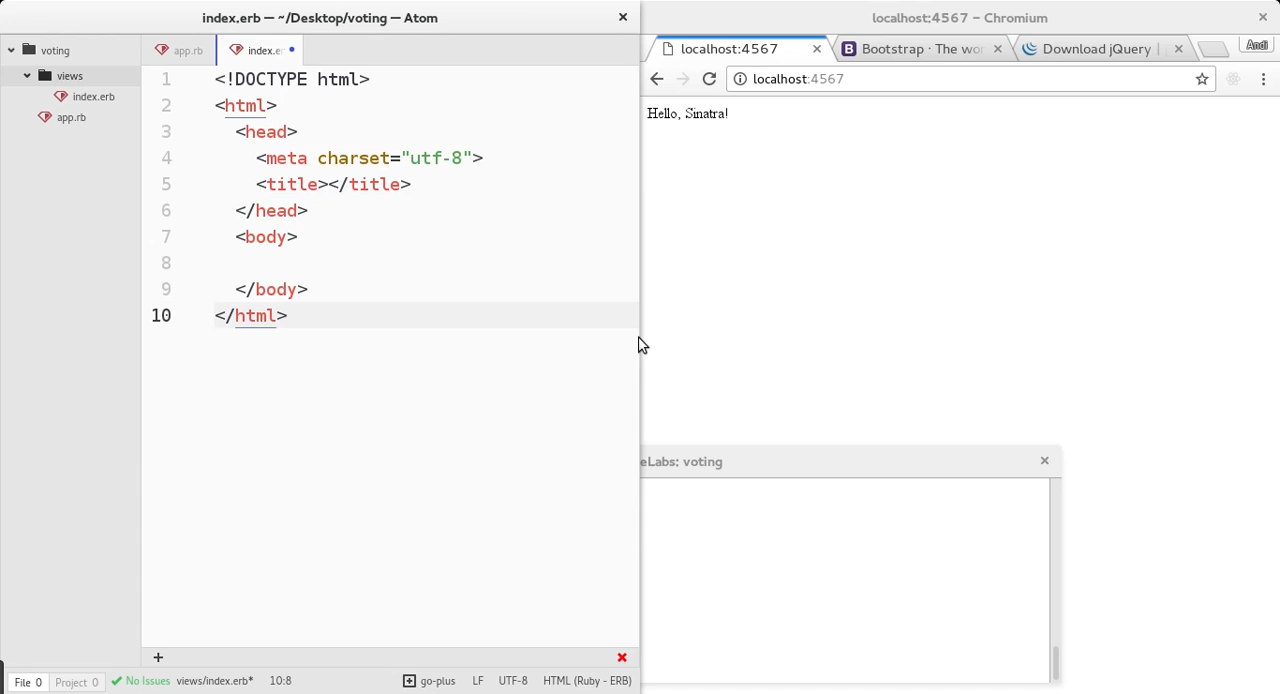 index.erb — ~/Desktop/voting — Atom
localhost:4567 – Chromium
voting
views
index.erb
app.rb
app.rb
index.er
1 <!DOCTYPE html>
2 <html>
3 <head>
4 <meta charset="utf-8">
5 <title></title>
6 </head>
7 <body>
8
9 </body>
10 </html>
File 0 Project 0 No Issues views/index.erb* 10:8 go-plus LF UTF-8 HTML (Ruby - ERB)
localhost:4567 Bootstrap · The wor Download jQuery | Andi
localhost:4567
Hello, Sinatra!
eLabs: voting